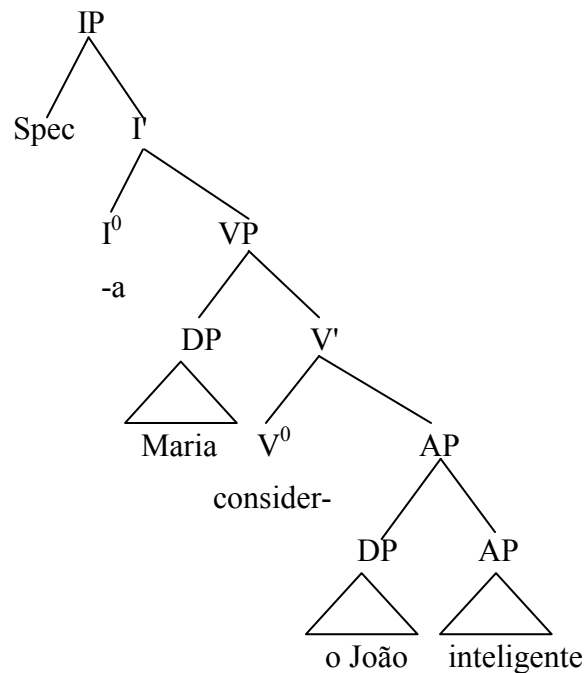 IP
Spec I'
I⁰ VP
-a
DP V'
Maria V⁰ AP
consider-
DP AP
o João inteligente